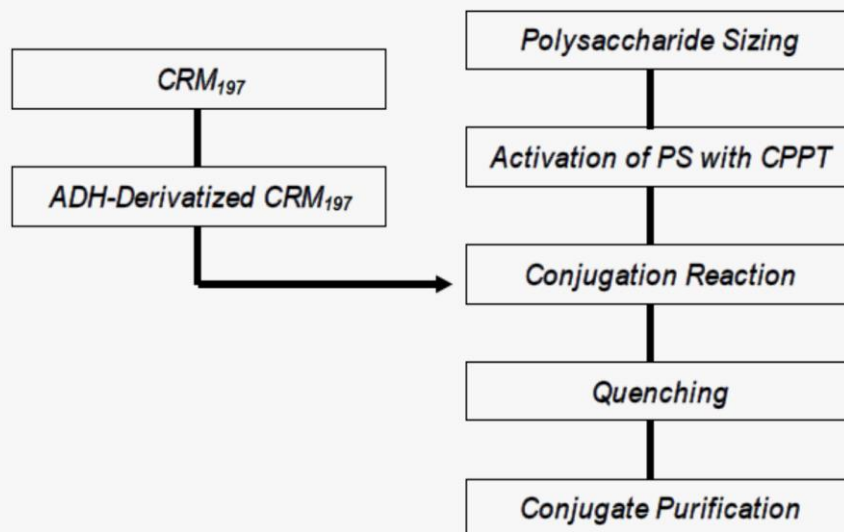 CRM197
ADH-Derivatized CRM197
Polysaccharide Sizing
Activation of PS with CPPT
Conjugation Reaction
Quenching
Conjugate Purification